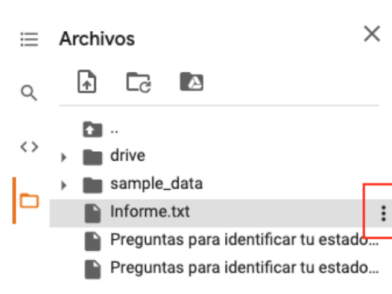 Archivos
..
drive
sample_data
Informe.txt
Preguntas para identificar tu estado...
Preguntas para identificar tu estado...